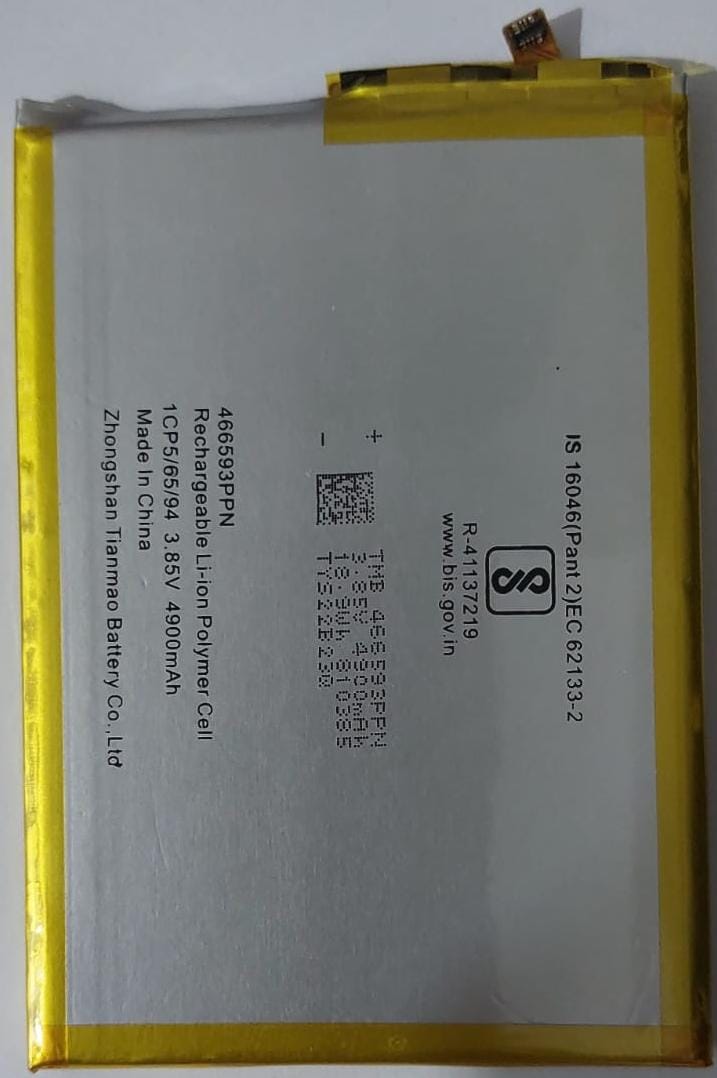 IS 16046(Pant 2)EC 62133-2
R-41137219
www.bis.gov.in
+
-
TMB 466593PPN
3.85V 4900mAh
18.9Wh 810385
TYS22E23W
466593PPN
Rechargeable Li-ion Polymer Cell
1CP5/65/94 3.85V 4900mAh
Made In China
Zhongshan Tianmao Battery Co.,Ltd